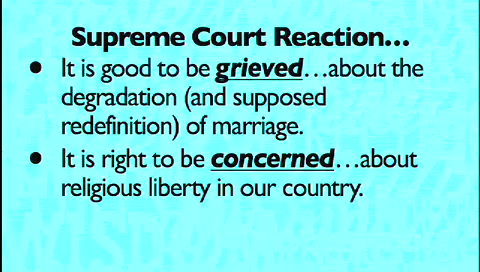 Supreme Court Reaction...
• It is good to be grieved...about the
degradation (and supposed
redefinition) of marriage.
• It is right to be concerned...about
religious liberty in our country.